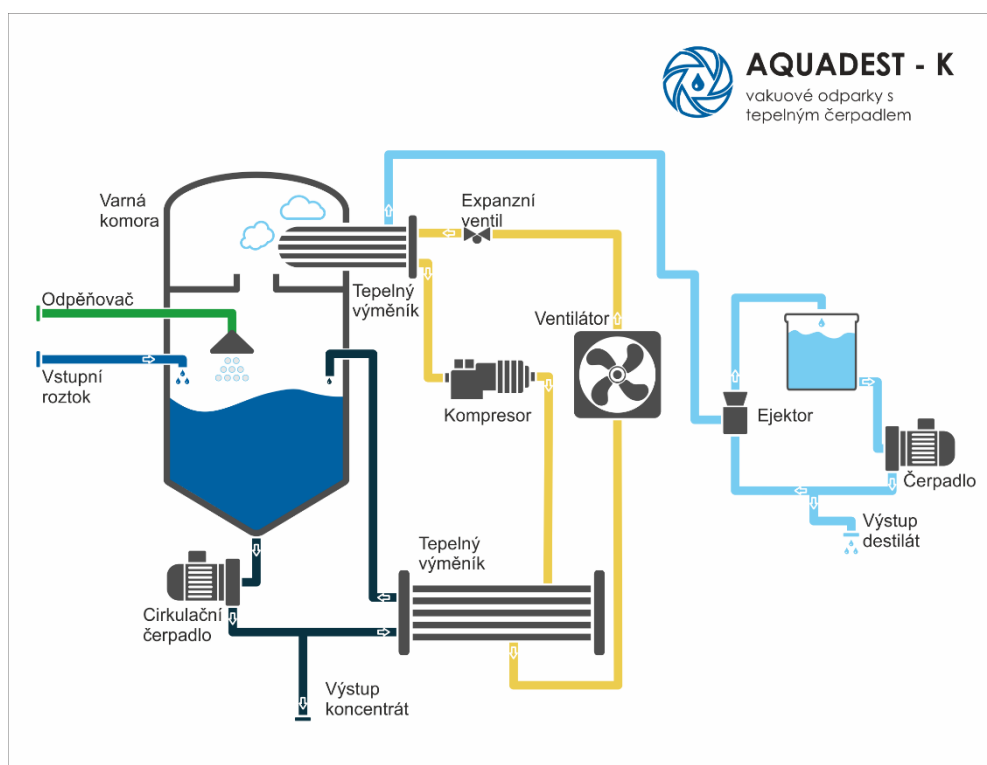 AQUADEST - K
vakuové odparky s
tepelným čerpadlem
Varná
komora
Expanzní
ventil
Odpěňovač
Tepelný
výměník
Ventilátor
Vstupní
roztok
Kompresor
Ejektor
Čerpadlo
Výstup
destilát
Tepelný
výměník
Cirkulační
čerpadlo
Výstup
koncentrát